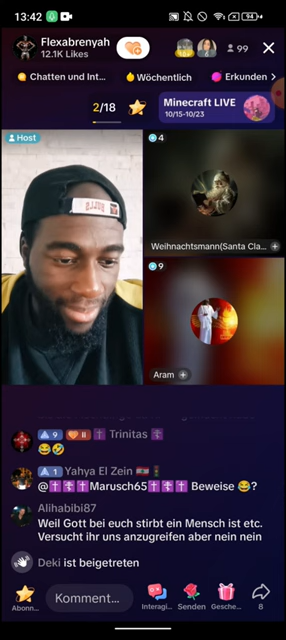 13:42
94
Flexabrenyah
12.1K Likes
99
Chatten und Int...
Wöchentlich
Erkunden
2/18
Minecraft LIVE
10/15-10/23
Host
4
Weihnachtsmann(Santa Cla...
9
Aram
9 II Trinitas
😂🤣
1 Yahya El Zein 🇱🇧
@✝️☦️✝️Marusch65✝️☦️✝️ Beweise 😂?
Alihabibi87
Weil Gott bei euch stirbt ein Mensch ist etc.
Versucht ihr uns anzugreifen aber nein nein
Deki ist beigetreten
Komment...
Abonn...
Interagi...
Senden
Gesche...
8